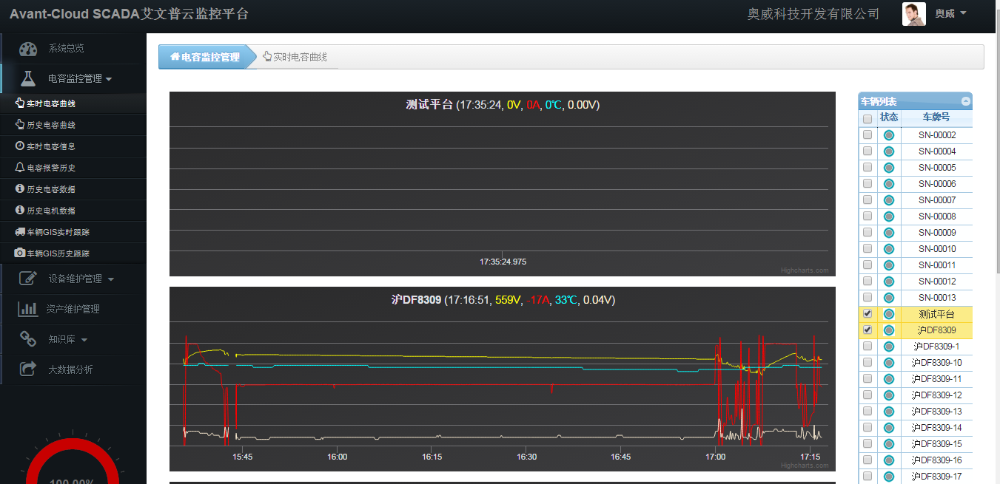 Avant-Cloud SCADA艾文普云监控平台
奥威科技开发有限公司
奥威
系统总览
电容监控管理
实时电容曲线
历史电容曲线
实时电容信息
电容报警历史
历史电容数据
历史电机数据
车辆GIS实时跟踪
车辆GIS历史跟踪
设备维护管理
资产维护管理
知识库
大数据分析
100.00%
电容监控管理
实时电容曲线
测试平台 (17:35:24, 0V, 0A, 0℃, 0.00V)
17:35:24.975
Highcharts.com
沪DF8309 (17:16:51, 559V, -17A, 33℃, 0.04V)
15:45 16:00 16:15 16:30 16:45 17:00 17:15
Highcharts.com
车辆列表
状态 车牌号
SN-00002
SN-00004
SN-00005
SN-00006
SN-00007
SN-00008
SN-00009
SN-00010
SN-00011
SN-00012
SN-00013
测试平台
沪DF8309
沪DF8309-1
沪DF8309-10
沪DF8309-11
沪DF8309-12
沪DF8309-13
沪DF8309-14
沪DF8309-15
沪DF8309-16
沪DF8309-17